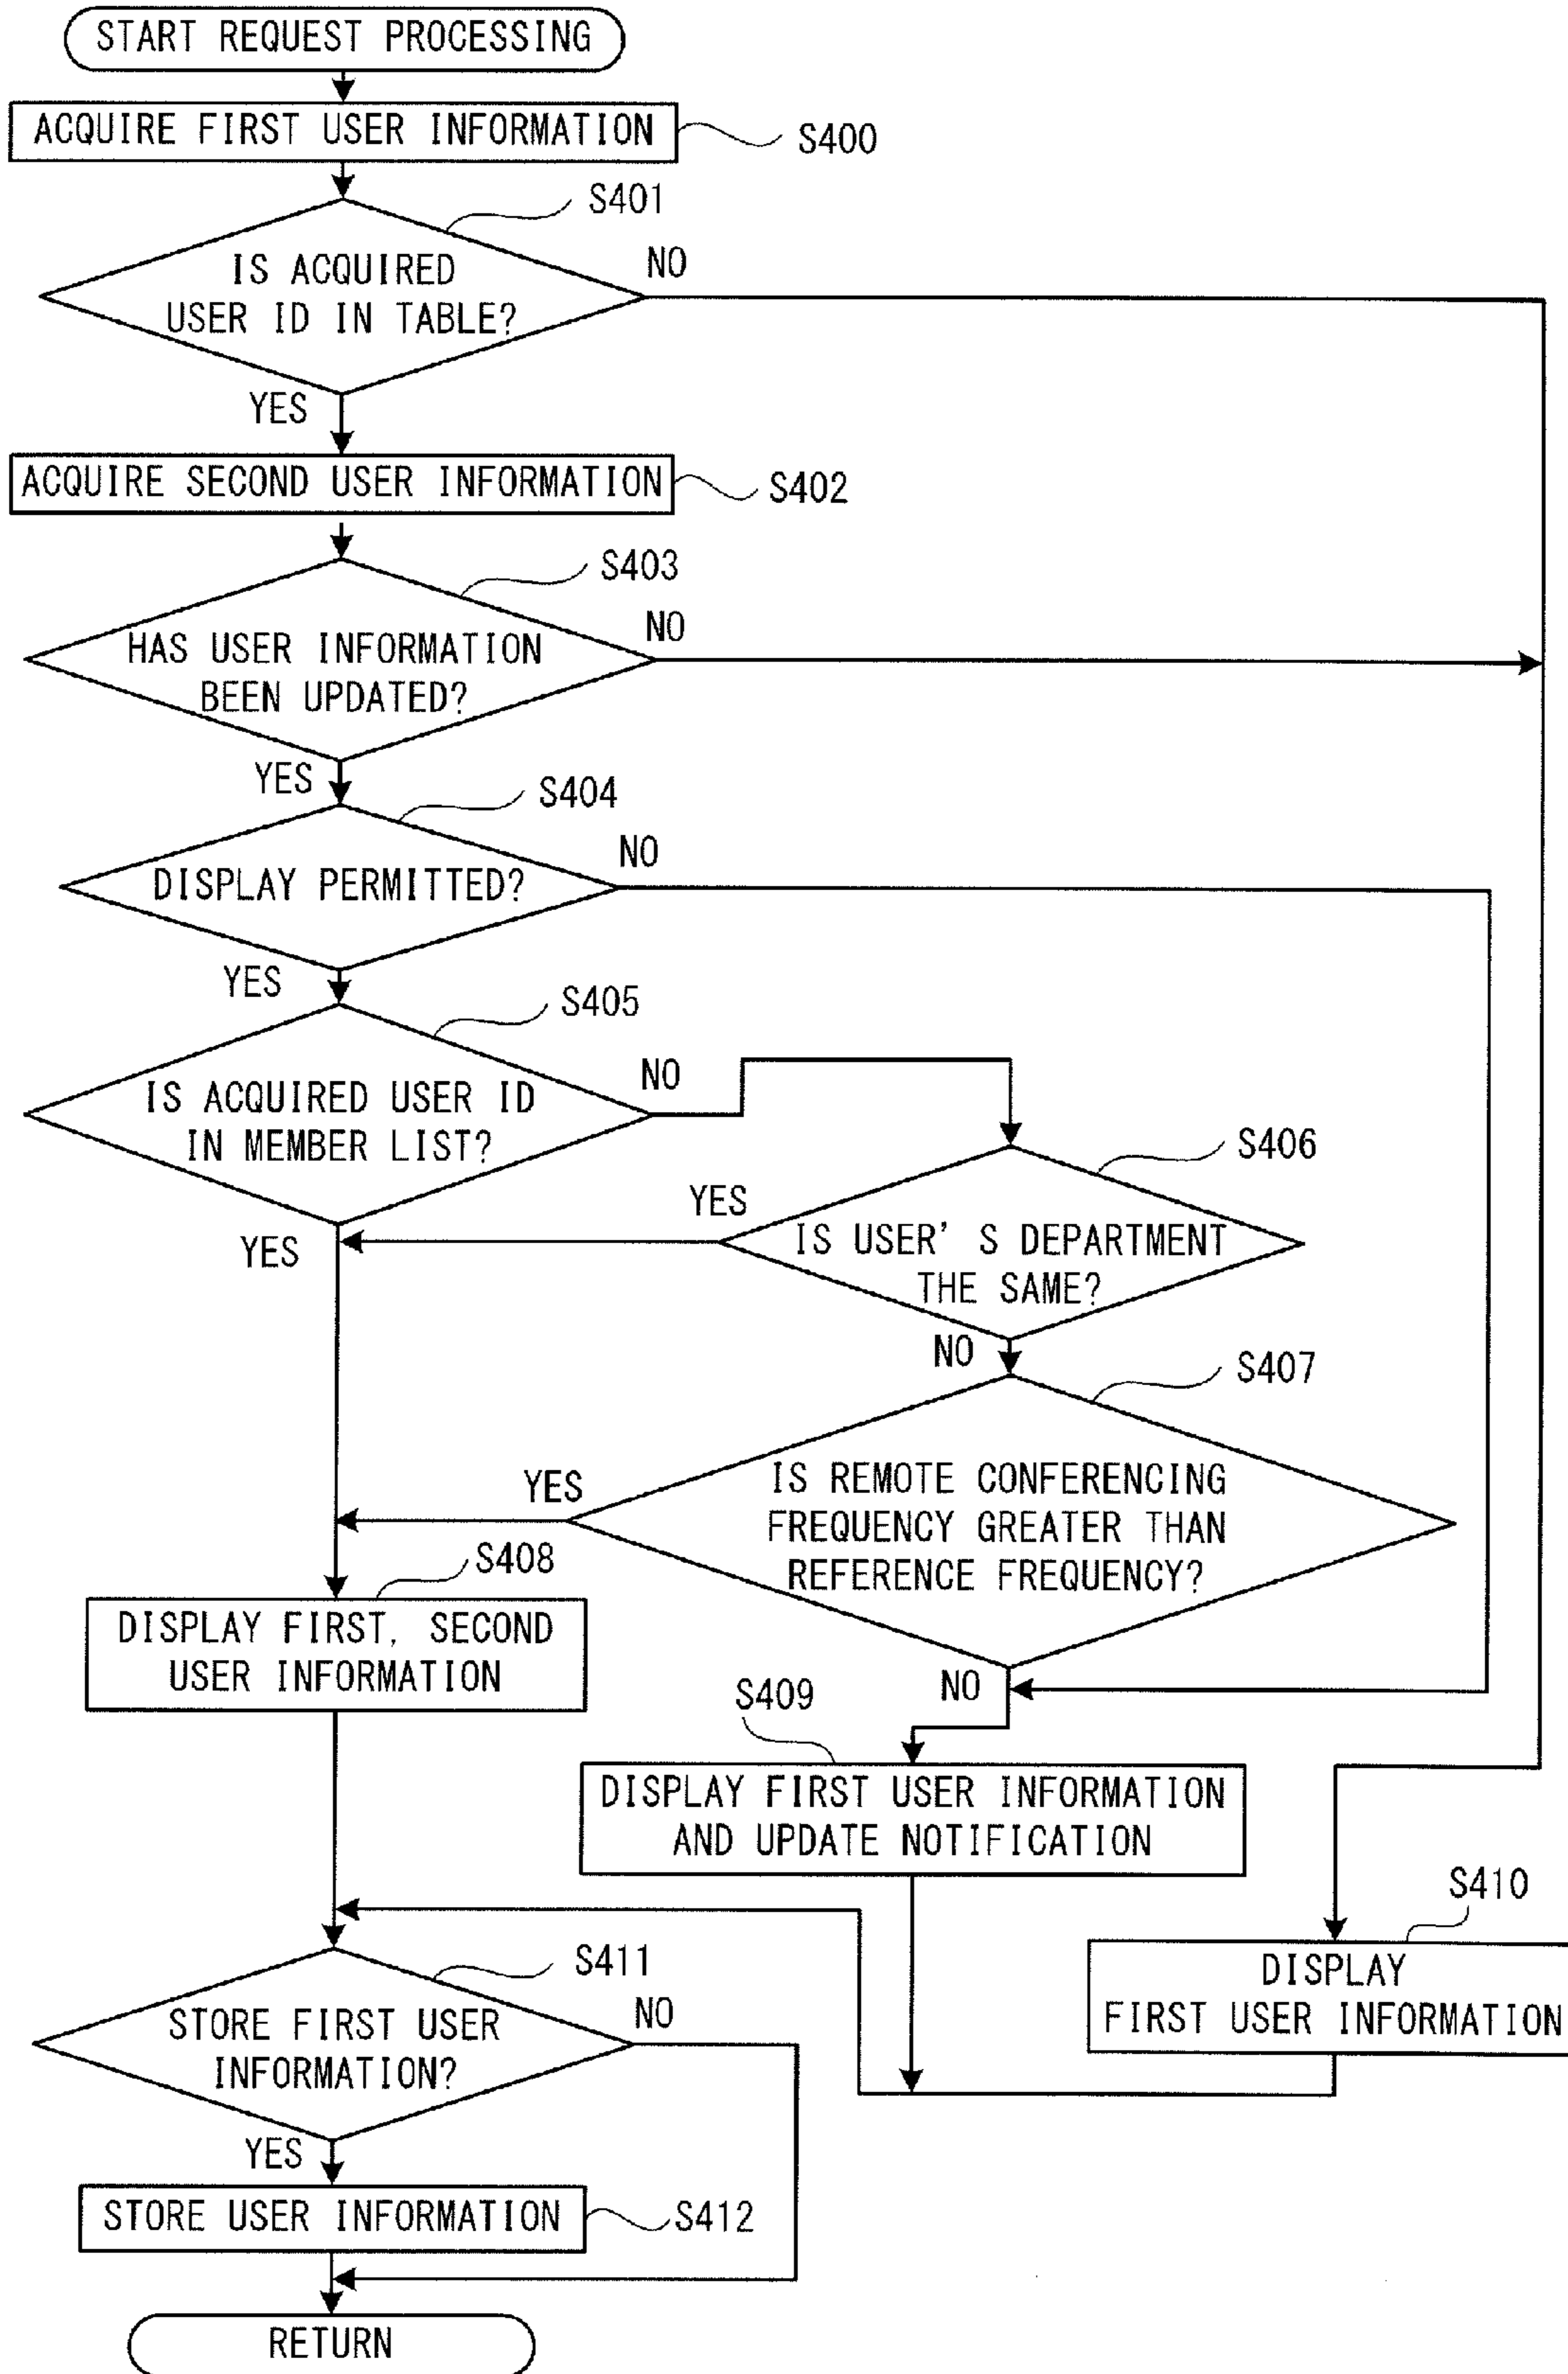 START REQUEST PROCESSING
ACQUIRE FIRST USER INFORMATION
S400
S401
IS ACQUIRED
USER ID IN TABLE?
NO
YES
ACQUIRE SECOND USER INFORMATION
S402
S403
HAS USER INFORMATION
BEEN UPDATED?
NO
YES
S404
DISPLAY PERMITTED?
NO
YES
S405
IS ACQUIRED USER ID
IN MEMBER LIST?
NO
YES
S406
IS USER' S DEPARTMENT
THE SAME?
YES
NO
S407
IS REMOTE CONFERENCING
FREQUENCY GREATER THAN
REFERENCE FREQUENCY?
YES
NO
S408
DISPLAY FIRST, SECOND
USER INFORMATION
S409
DISPLAY FIRST USER INFORMATION
AND UPDATE NOTIFICATION
S410
DISPLAY
FIRST USER INFORMATION
S411
STORE FIRST USER
INFORMATION?
NO
YES
STORE USER INFORMATION
S412
RETURN